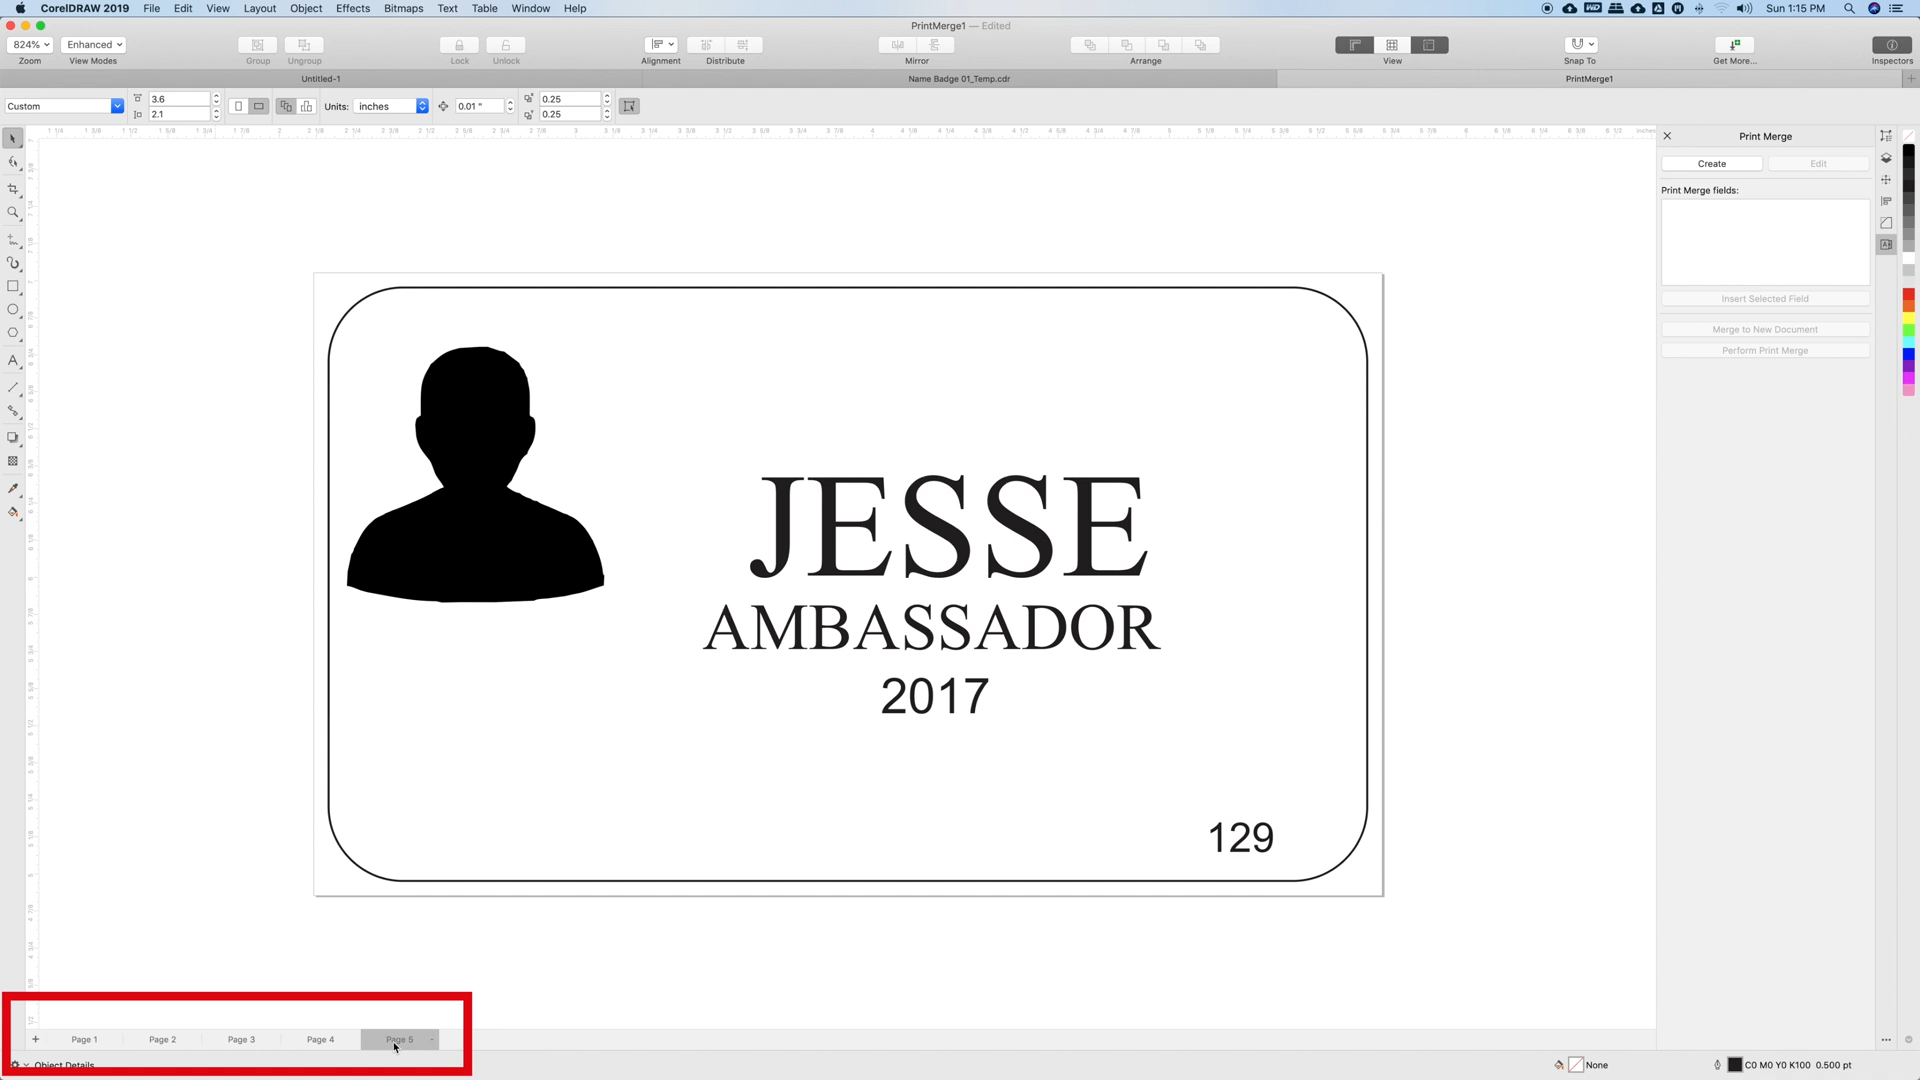 CorelDRAW 2019 File Edit View Layout Object Effects Bitmaps Text Table Window Help Sun 1:15 PM
PrintMerge1 — Edited
824% Enhanced
Zoom View Modes Group Ungroup Lock Unlock Alignment Distribute Mirror Arrange View Snap To Get More... Inspectors
Untitled-1 Name Badge 01_Temp.cdr PrintMerge1
Custom 3.6 Units: inches 0.01 " 0.25
2.1 0.25
Print Merge
Create Edit
Print Merge fields:
Insert Selected Field
Merge to New Document
Perform Print Merge
JESSE
AMBASSADOR
2017
129
Page 1 Page 2 Page 3 Page 4 Page 5
Object Details None C0 M0 Y0 K100 0.500 pt